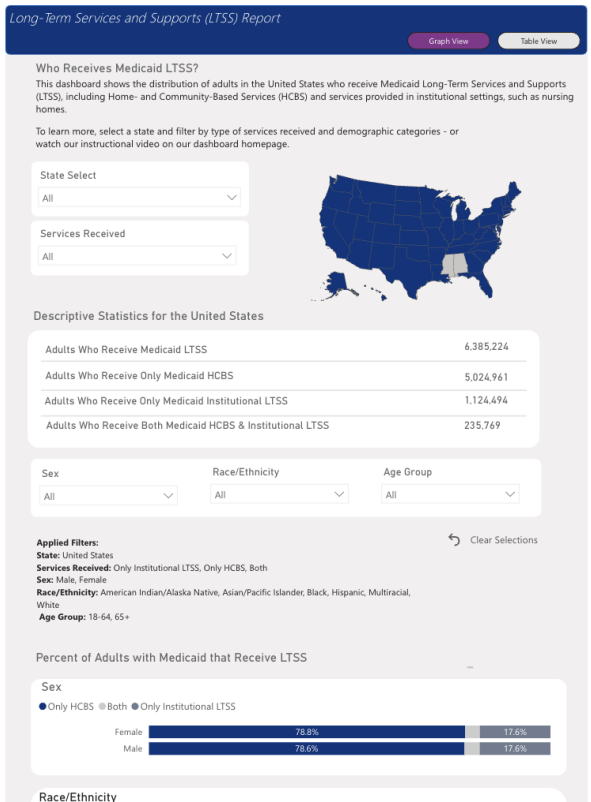 Long-Term Services and Supports (LTSS) Report
Graph View
Table View
Who Receives Medicaid LTSS?
This dashboard shows the distribution of adults in the United States who receive Medicaid Long-Term Services and Supports
(LTSS), including Home- and Community-Based Services (HCBS) and services provided in institutional settings, such as nursing
homes.
To learn more, select a state and filter by type of services received and demographic categories - or
watch our instructional video on our dashboard homepage.
State Select
All
Services Received
All
Descriptive Statistics for the United States
Adults Who Receive Medicaid LTSS 6,385,224
Adults Who Receive Only Medicaid HCBS 5,024,961
Adults Who Receive Only Medicaid Institutional LTSS 1,124,494
Adults Who Receive Both Medicaid HCBS & Institutional LTSS 235,769
Sex Race/Ethnicity Age Group
All All All
Applied Filters:
Clear Selections
State: United States
Services Received: Only Institutional LTSS, Only HCBS, Both
Sex: Male, Female
Race/Ethnicity: American Indian/Alaska Native, Asian/Pacific Islander, Black, Hispanic, Multiracial,
White
Age Group: 18-64, 65+
Percent of Adults with Medicaid that Receive LTSS
Sex
Only HCBS Both Only Institutional LTSS
Female 78.8% 17.6%
Male 78.6% 17.6%
Race/Ethnicity